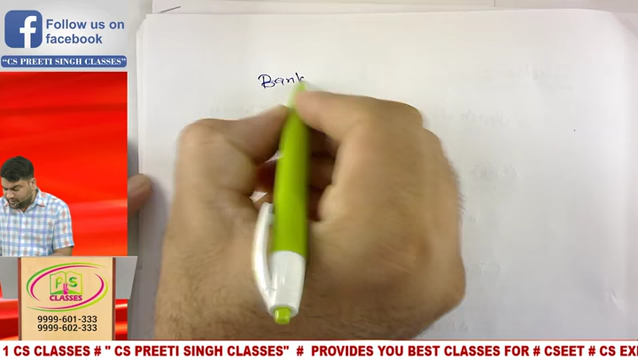 Follow us on
facebook
"CS PREETI SINGH CLASSES"
Bank
PS
CLASSES
9999-601-333
9999-602-333
1 CS CLASSES # " CS PREETI SINGH CLASSES"  #  PROVIDES YOU BEST CLASSES FOR # CSEET # CS EX